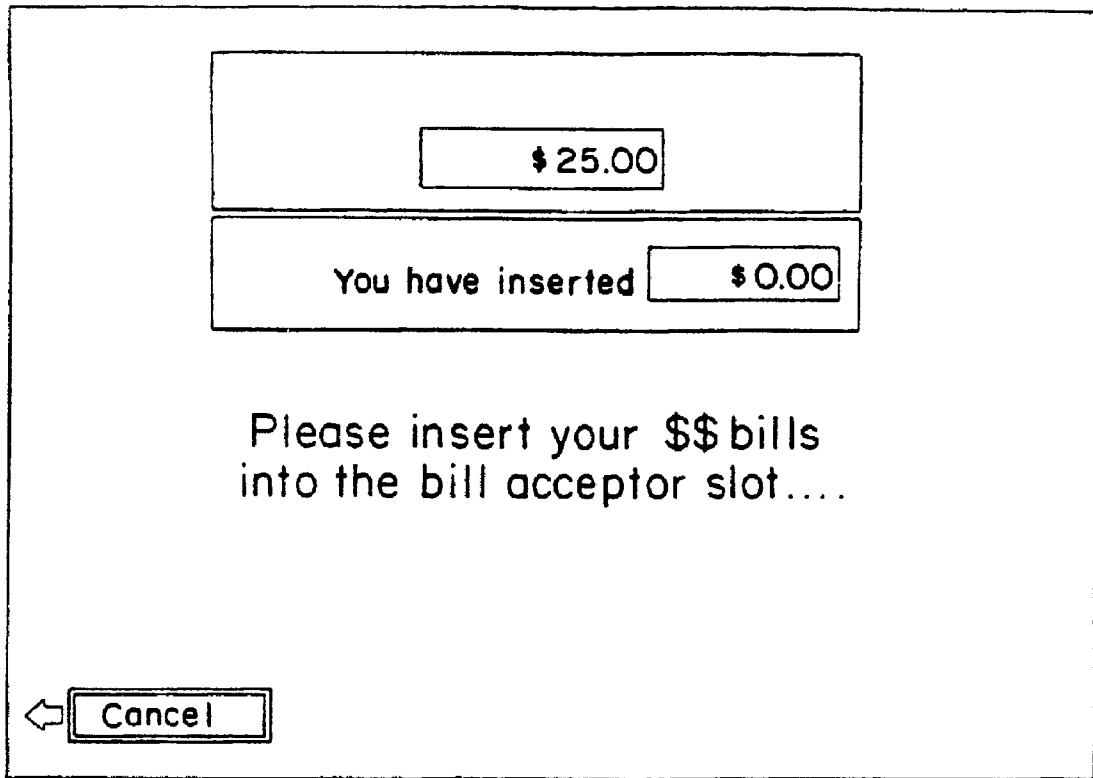 $25.00
You have inserted $0.00
Please insert your $$ bills
into the bill acceptor slot....
Cancel